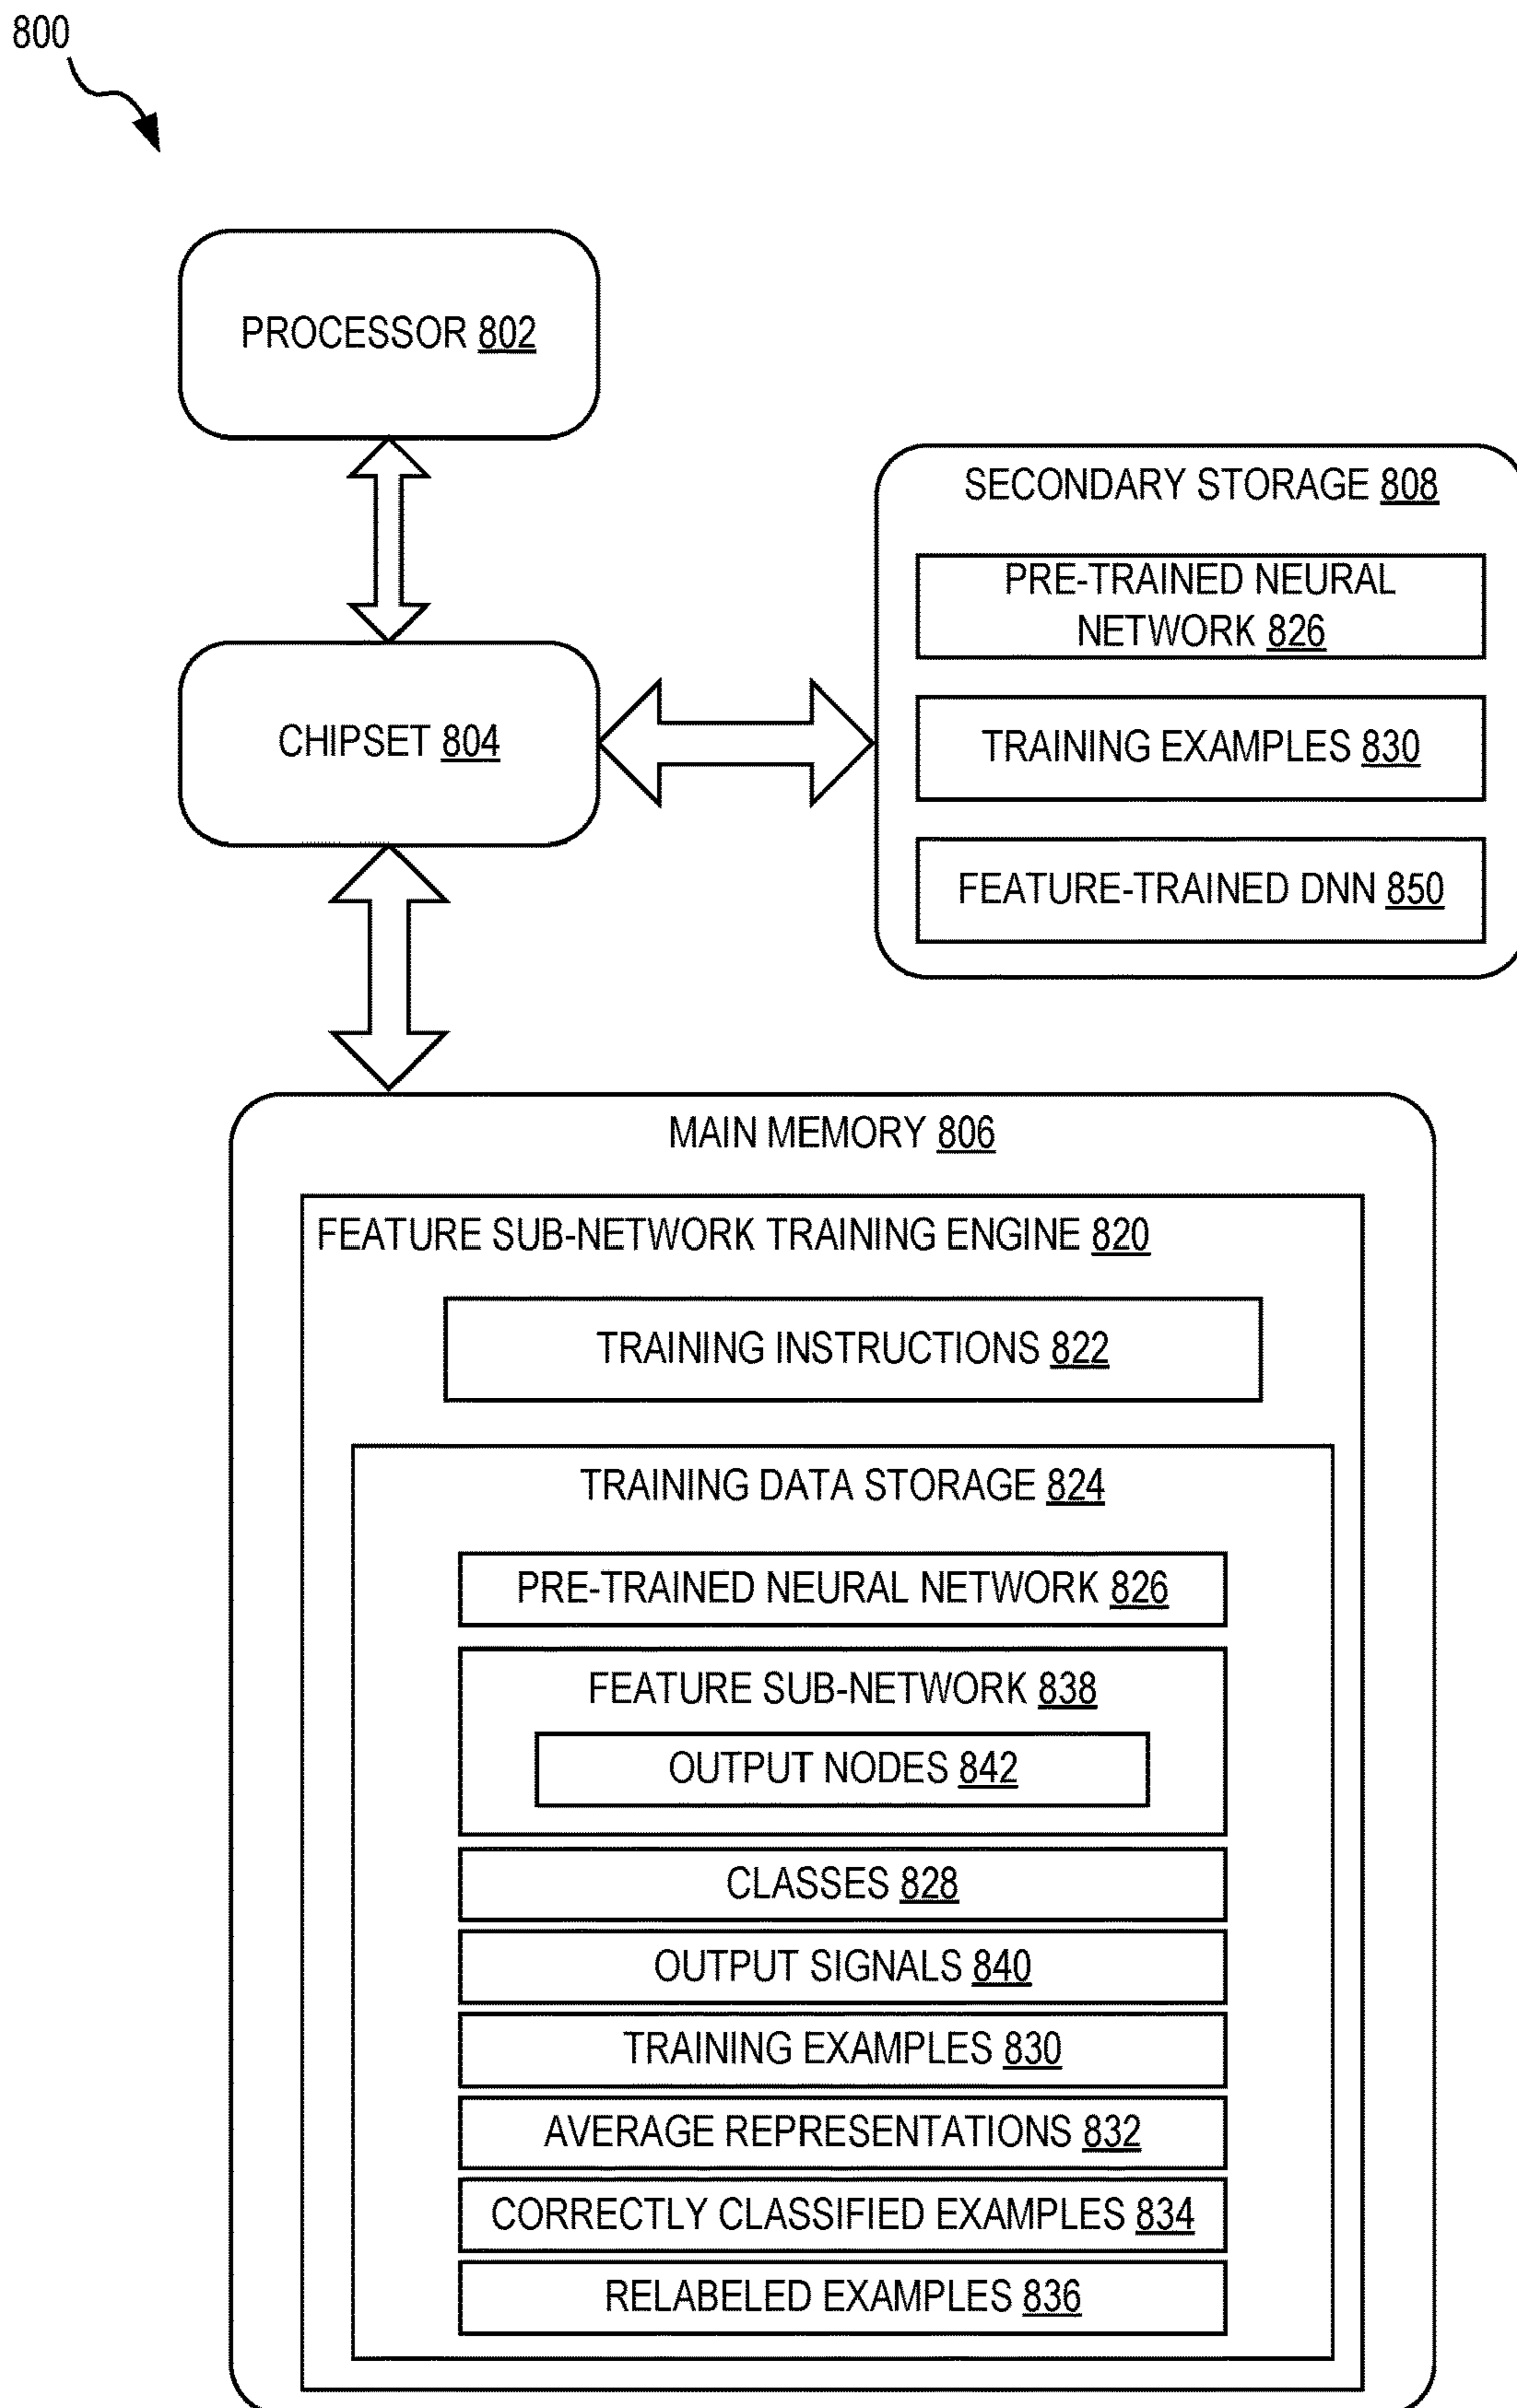 800
PROCESSOR 802
SECONDARY STORAGE 808
PRE-TRAINED NEURAL
NETWORK 826
TRAINING EXAMPLES 830
FEATURE-TRAINED DNN 850
CHIPSET 804
MAIN MEMORY 806
FEATURE SUB-NETWORK TRAINING ENGINE 820
TRAINING INSTRUCTIONS 822
TRAINING DATA STORAGE 824
PRE-TRAINED NEURAL NETWORK 826
FEATURE SUB-NETWORK 838
OUTPUT NODES 842
CLASSES 828
OUTPUT SIGNALS 840
TRAINING EXAMPLES 830
AVERAGE REPRESENTATIONS 832
CORRECTLY CLASSIFIED EXAMPLES 834
RELABELED EXAMPLES 836